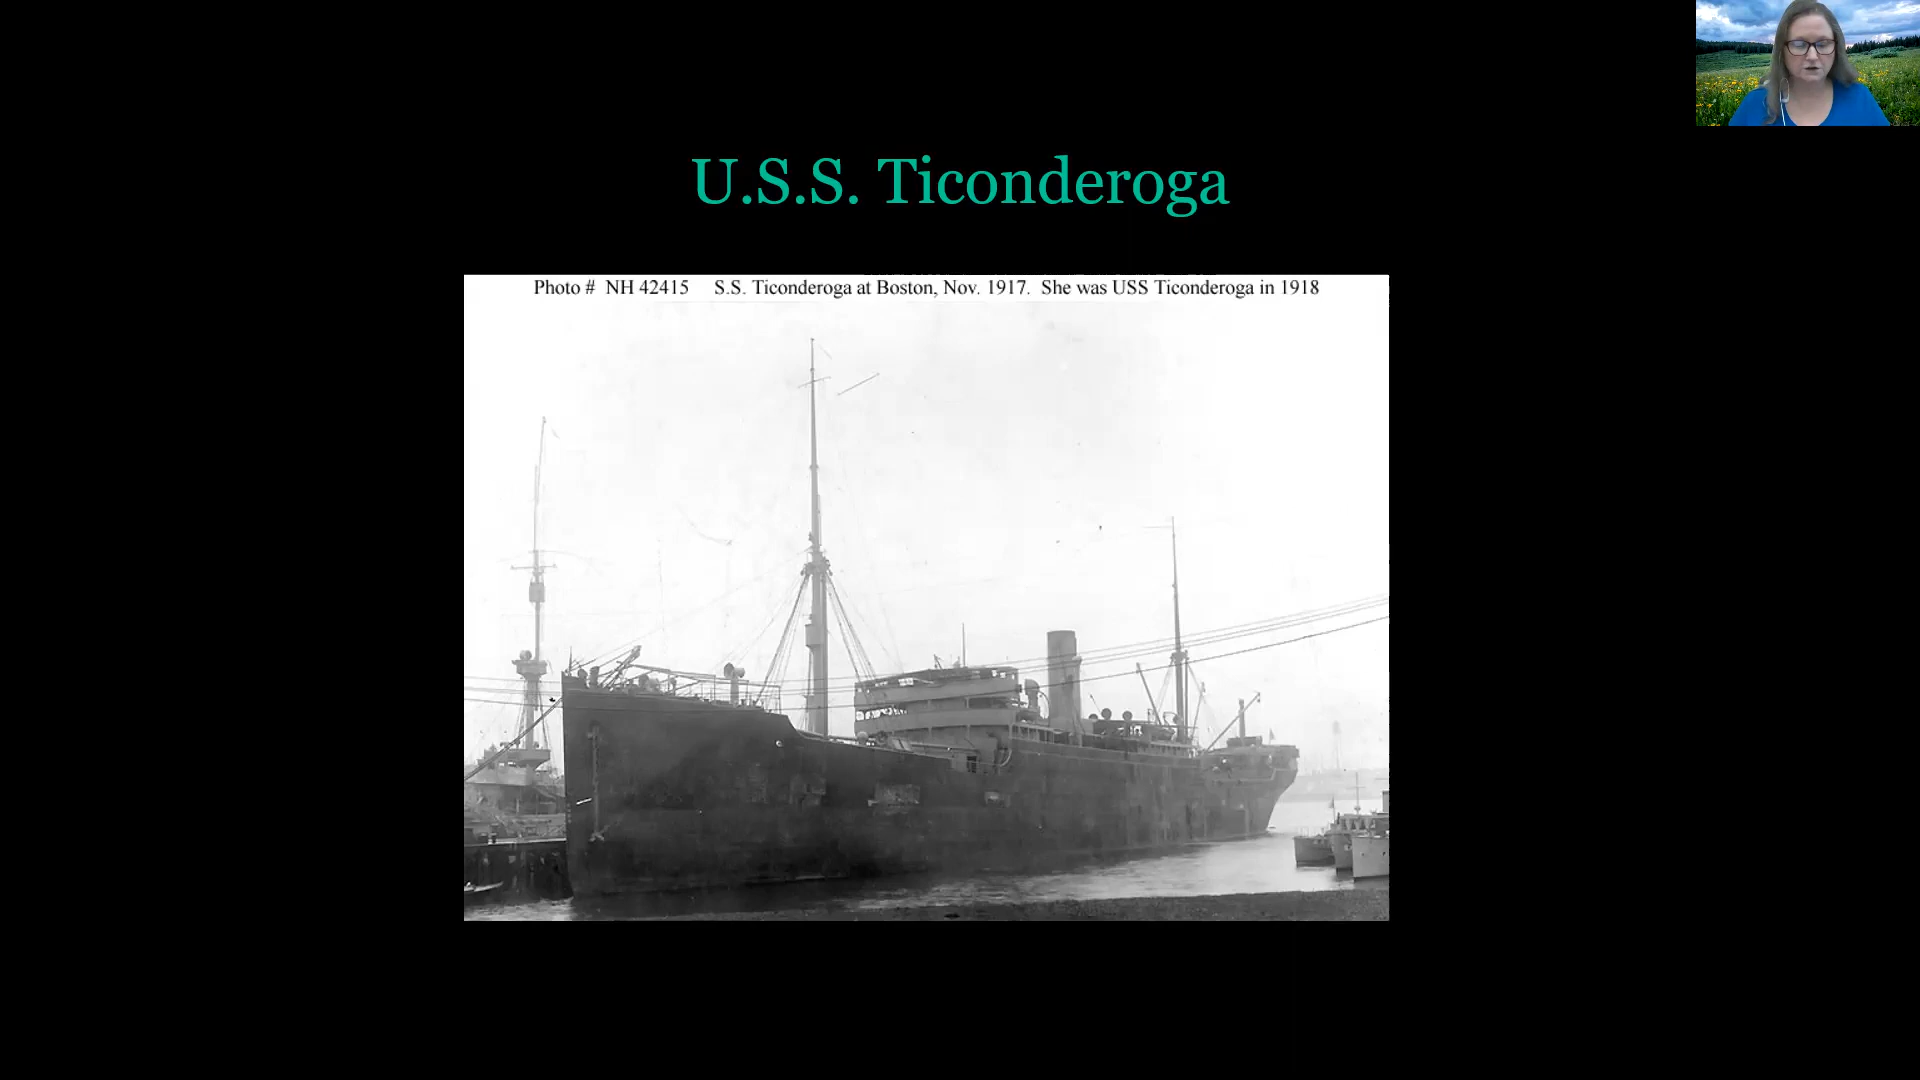 U.S.S. Ticonderoga
Photo # NH 42415 S.S. Ticonderoga at Boston, Nov. 1917. She was USS Ticonderoga in 1918